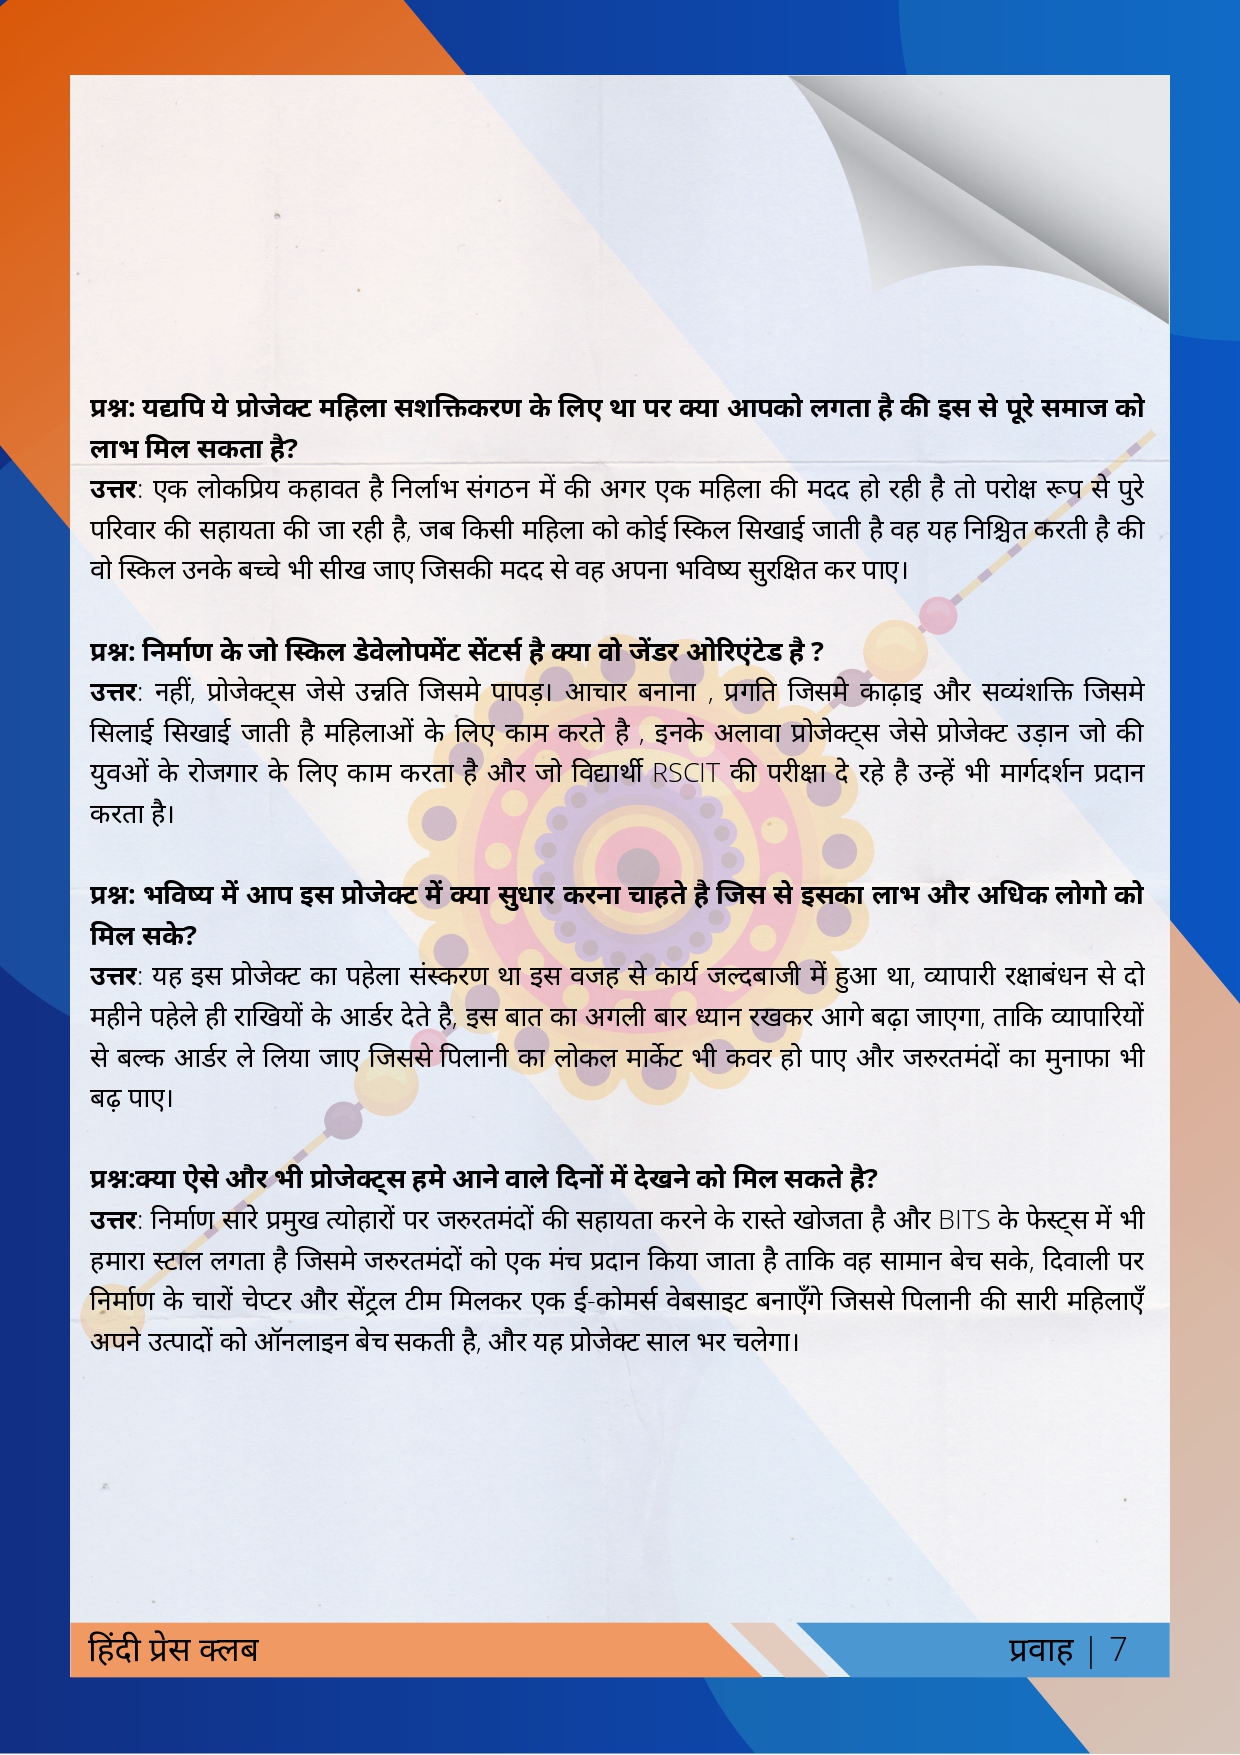 प्रश्न: यद्यपि ये प्रोजेक्ट महिला सशक्तिकरण के लिए था पर क्या आपको लगता है की इस से पूरे समाज को
लाभ मिल सकता है?
उत्तर: एक लोकप्रिय कहावत है निर्लाभ संगठन में की अगर एक महिला की मदद हो रही है तो परोक्ष रूप से पुरे
परिवार की सहायता की जा रही है, जब किसी महिला को कोई स्किल सिखाई जाती है वह यह निश्चित करती है की
वो स्किल उनके बच्चे भी सीख जाए जिसकी मदद से वह अपना भविष्य सुरक्षित कर पाए।
प्रश्न: निर्माण के जो स्किल डेवेलोपमेंट सेंटर्स है क्या वो जेंडर ओरिएंटेड है ?
उत्तर: नहीं, प्रोजेक्ट्स जेसे उन्नति जिसमे पापड़। आचार बनाना , प्रगति जिसमे काढ़ाइ और सव्यंशक्ति जिसमे
सिलाई सिखाई जाती है महिलाओं के लिए काम करते है , इनके अलावा प्रोजेक्ट्स जेसे प्रोजेक्ट उड़ान जो की
युवओं के रोजगार के लिए काम करता है और जो विद्यार्थी RSCIT की परीक्षा दे रहे है उन्हें भी मार्गदर्शन प्रदान
करता है।
प्रश्न: भविष्य में आप इस प्रोजेक्ट में क्या सुधार करना चाहते है जिस से इसका लाभ और अधिक लोगो को
मिल सके?
उत्तर: यह इस प्रोजेक्ट का पहेला संस्करण था इस वजह से कार्य जल्दबाजी में हुआ था, व्यापारी रक्षाबंधन से दो
महीने पहेले ही राखियों के आर्डर देते है, इस बात का अगली बार ध्यान रखकर आगे बढ़ा जाएगा, ताकि व्यापारियों
से बल्क आर्डर ले लिया जाए जिससे पिलानी का लोकल मार्केट भी कवर हो पाए और जरुरतमंदों का मुनाफा भी
बढ़ पाए।
प्रश्न:क्या ऐसे और भी प्रोजेक्ट्स हमे आने वाले दिनों में देखने को मिल सकते है?
उत्तर: निर्माण सारे प्रमुख त्योहारों पर जरुरतमंदों की सहायता करने के रास्ते खोजता है और BITS के फेस्ट्स में भी
हमारा स्टाल लगता है जिसमे जरुरतमंदों को एक मंच प्रदान किया जाता है ताकि वह सामान बेच सके, दिवाली पर
निर्माण के चारों चेप्टर और सेंट्रल टीम मिलकर एक ई-कोमर्स वेबसाइट बनाएँगे जिससे पिलानी की सारी महिलाएँ
अपने उत्पादों को ऑनलाइन बेच सकती है, और यह प्रोजेक्ट साल भर चलेगा।
हिंदी प्रेस क्लब
प्रवाह | 7